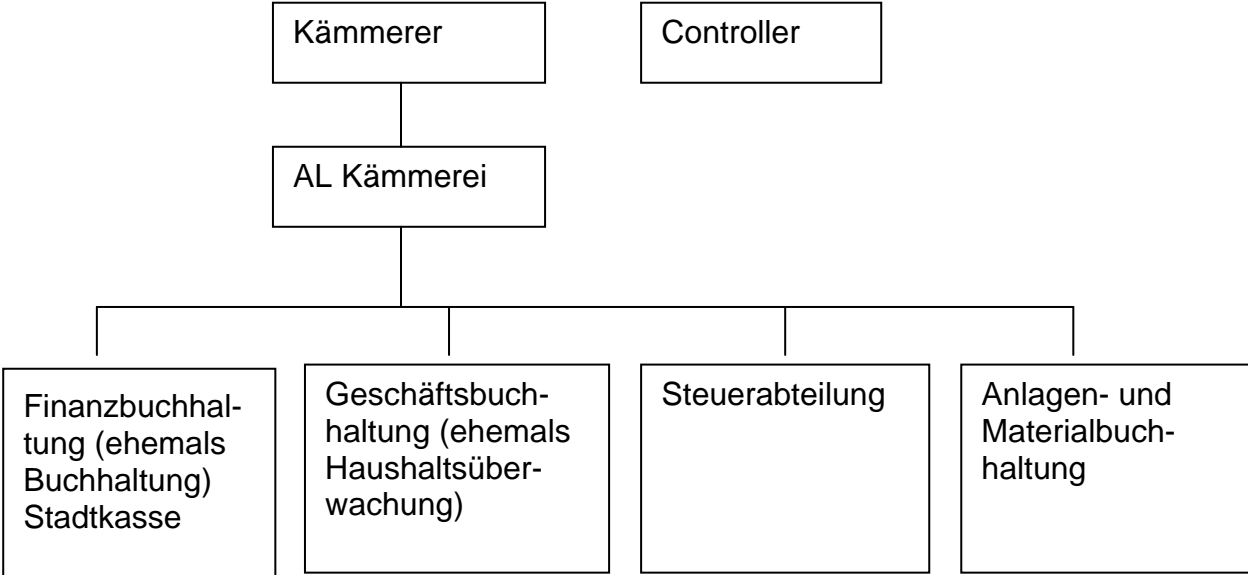 Kämmerer
Controller
AL Kämmerei
Finanzbuchhal-
tung (ehemals
Buchhaltung)
Stadtkasse
Geschäftsbuch-
haltung (ehemals
Haushaltsüber-
wachung)
Steuerabteilung
Anlagen- und
Materialbuch-
haltung